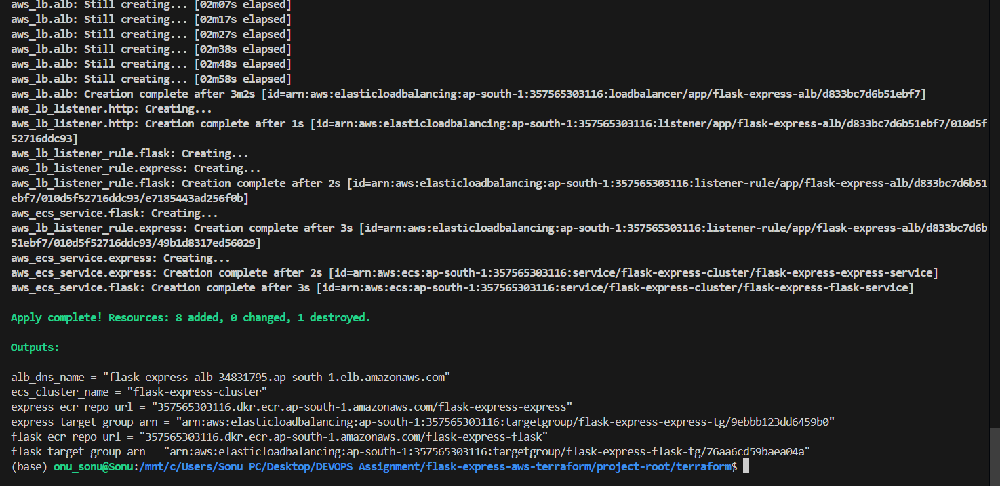 aws_lb.alb: Still creating... [02m07s elapsed]
aws_lb.alb: Still creating... [02m17s elapsed]
aws_lb.alb: Still creating... [02m27s elapsed]
aws_lb.alb: Still creating... [02m38s elapsed]
aws_lb.alb: Still creating... [02m48s elapsed]
aws_lb.alb: Still creating... [02m58s elapsed]
aws_lb.alb: Creation complete after 3m2s [id=arn:aws:elasticloadbalancing:ap-south-1:357565303116:loadbalancer/app/flask-express-alb/d833bc7d6b51ebf7]
aws_lb_listener.http: Creating...
aws_lb_listener.http: Creation complete after 1s [id=arn:aws:elasticloadbalancing:ap-south-1:357565303116:listener/app/flask-express-alb/d833bc7d6b51ebf7/010d5f
52716ddc93]
aws_lb_listener_rule.flask: Creating...
aws_lb_listener_rule.express: Creating...
aws_lb_listener_rule.flask: Creation complete after 2s [id=arn:aws:elasticloadbalancing:ap-south-1:357565303116:listener-rule/app/flask-express-alb/d833bc7d6b51
ebf7/010d5f52716ddc93/e7185443ad256f0b]
aws_ecs_service.flask: Creating...
aws_lb_listener_rule.express: Creation complete after 3s [id=arn:aws:elasticloadbalancing:ap-south-1:357565303116:listener-rule/app/flask-express-alb/d833bc7d6b
51ebf7/010d5f52716ddc93/49b1d8317ed56029]
aws_ecs_service.express: Creating...
aws_ecs_service.express: Creation complete after 2s [id=arn:aws:ecs:ap-south-1:357565303116:service/flask-express-cluster/flask-express-express-service]
aws_ecs_service.flask: Creation complete after 3s [id=arn:aws:ecs:ap-south-1:357565303116:service/flask-express-cluster/flask-express-flask-service]
Apply complete! Resources: 8 added, 0 changed, 1 destroyed.
Outputs:
alb_dns_name = "flask-express-alb-34831795.ap-south-1.elb.amazonaws.com"
ecs_cluster_name = "flask-express-cluster"
express_ecr_repo_url = "357565303116.dkr.ecr.ap-south-1.amazonaws.com/flask-express-express"
express_target_group_arn = "arn:aws:elasticloadbalancing:ap-south-1:357565303116:targetgroup/flask-express-express-tg/9ebbb123dd6459b0"
flask_ecr_repo_url = "357565303116.dkr.ecr.ap-south-1.amazonaws.com/flask-express-flask"
flask_target_group_arn = "arn:aws:elasticloadbalancing:ap-south-1:357565303116:targetgroup/flask-express-flask-tg/76aa6cd59baea04a"
(base) onu_sonu@Sonu:/mnt/c/Users/Sonu PC/Desktop/DEVOPS Assignment/flask-express-aws-terraform/project-root/terraform$